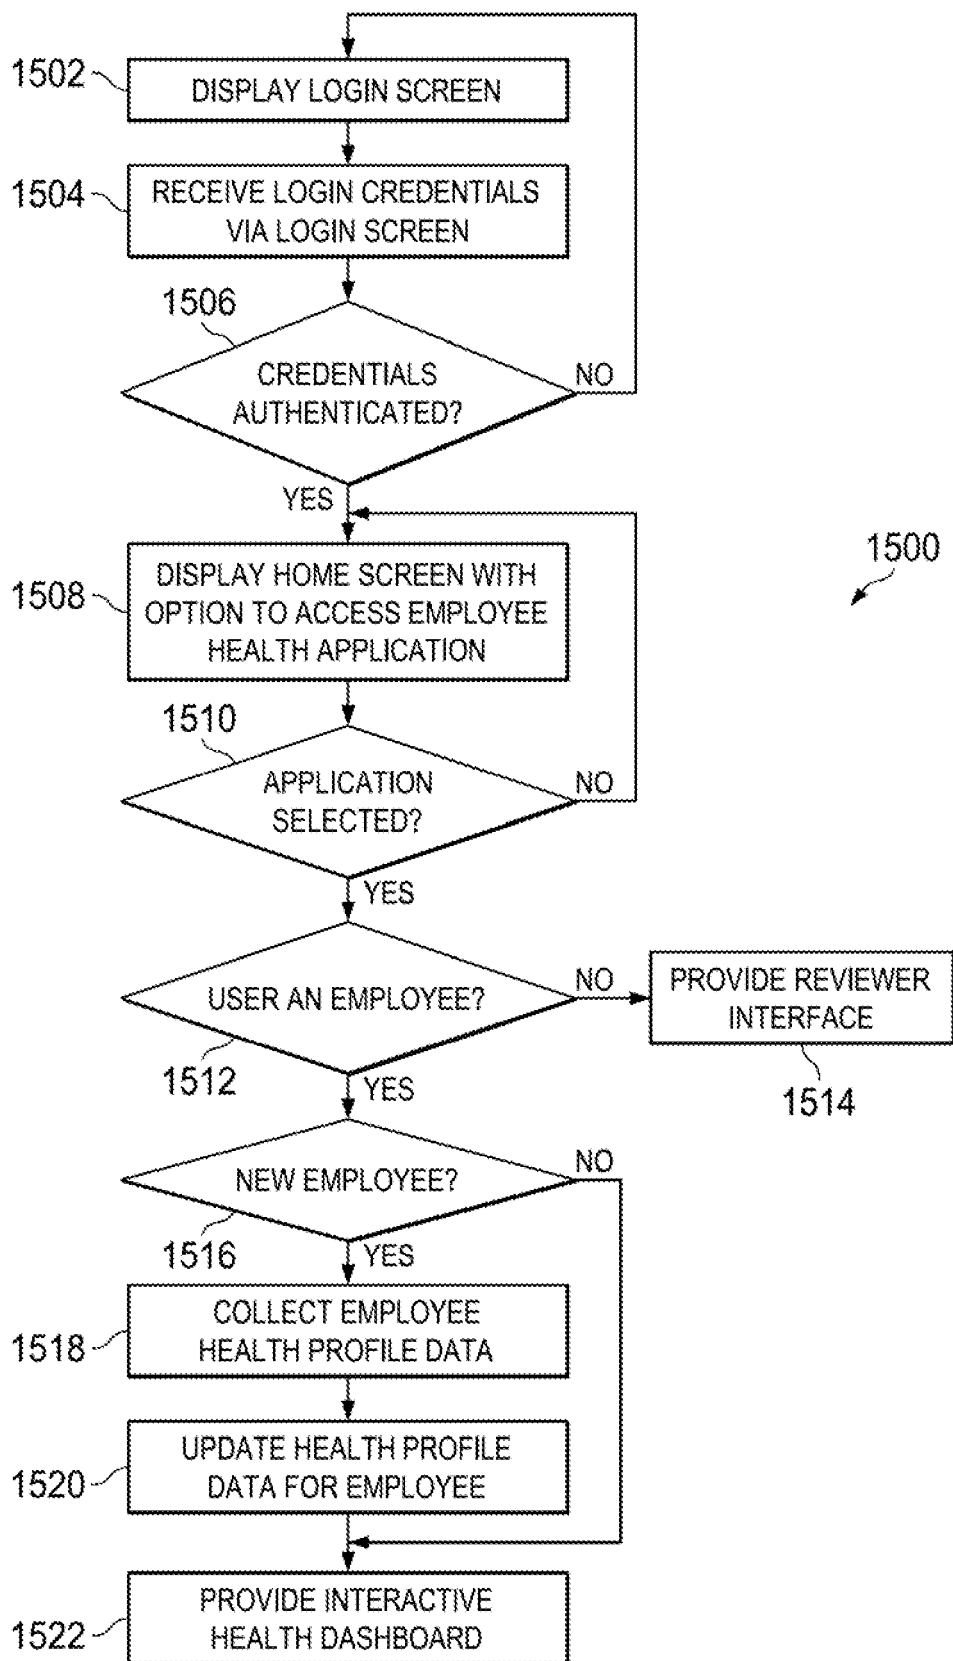 1502
DISPLAY LOGIN SCREEN
1504
RECEIVE LOGIN CREDENTIALS
VIA LOGIN SCREEN
1506
CREDENTIALS
AUTHENTICATED?
NO
YES
1500
1508
DISPLAY HOME SCREEN WITH
OPTION TO ACCESS EMPLOYEE
HEALTH APPLICATION
1510
APPLICATION
SELECTED?
NO
YES
USER AN EMPLOYEE?
NO
PROVIDE REVIEWER
INTERFACE
1512
YES
1514
NEW EMPLOYEE?
NO
1516
YES
1518
COLLECT EMPLOYEE
HEALTH PROFILE DATA
1520
UPDATE HEALTH PROFILE
DATA FOR EMPLOYEE
1522
PROVIDE INTERACTIVE
HEALTH DASHBOARD